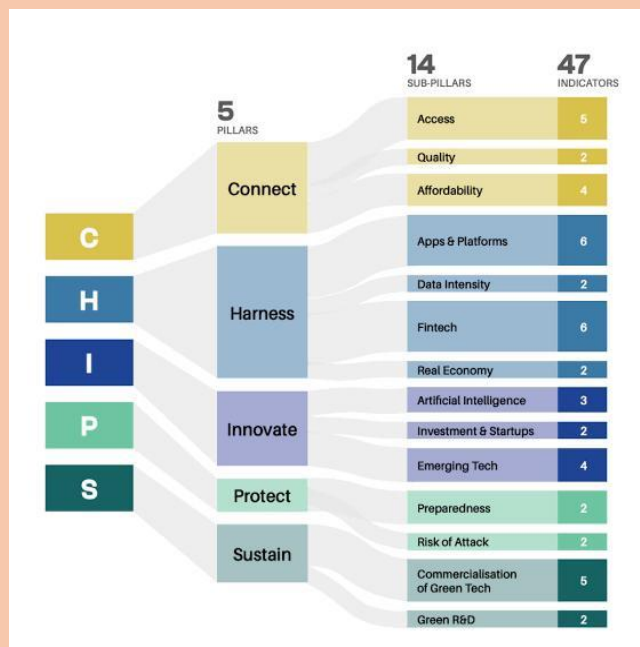 5
PILLARS
14
SUB-PILLARS
47
INDICATORS
C
H
I
P
S
Connect
Harness
Innovate
Protect
Sustain
Access 5
Quality 2
Affordability 4
Apps & Platforms 6
Data Intensity 2
Fintech 6
Real Economy 2
Artificial Intelligence 3
Investment & Startups 2
Emerging Tech 4
Preparedness 2
Risk of Attack 2
Commercialisation
of Green Tech 5
Green R&D 2